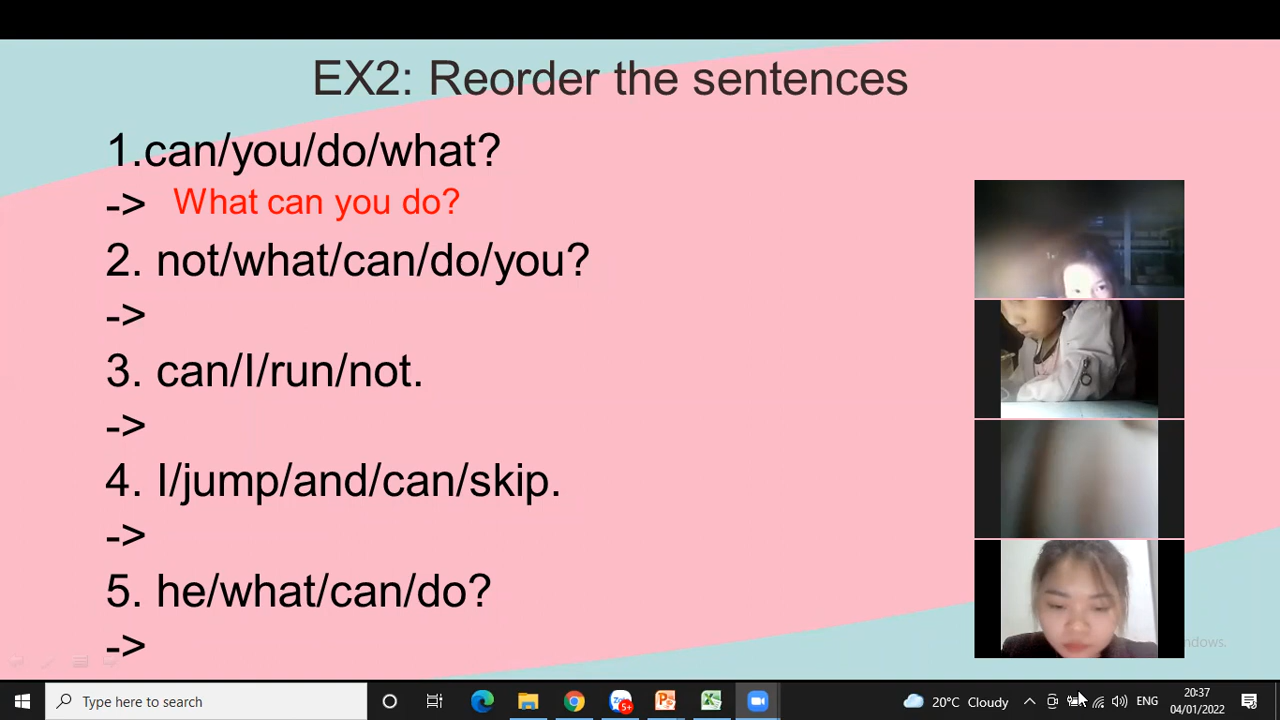 EX2: Reorder the sentences
1.can/you/do/what?
-> What can you do?
2. not/what/can/do/you?
->
3. can/I/run/not.
->
4. I/jump/and/can/skip.
->
5. he/what/can/do?
->
ndows.
Type here to search
5+
20°C Cloudy
ENG
20:37
04/01/2022